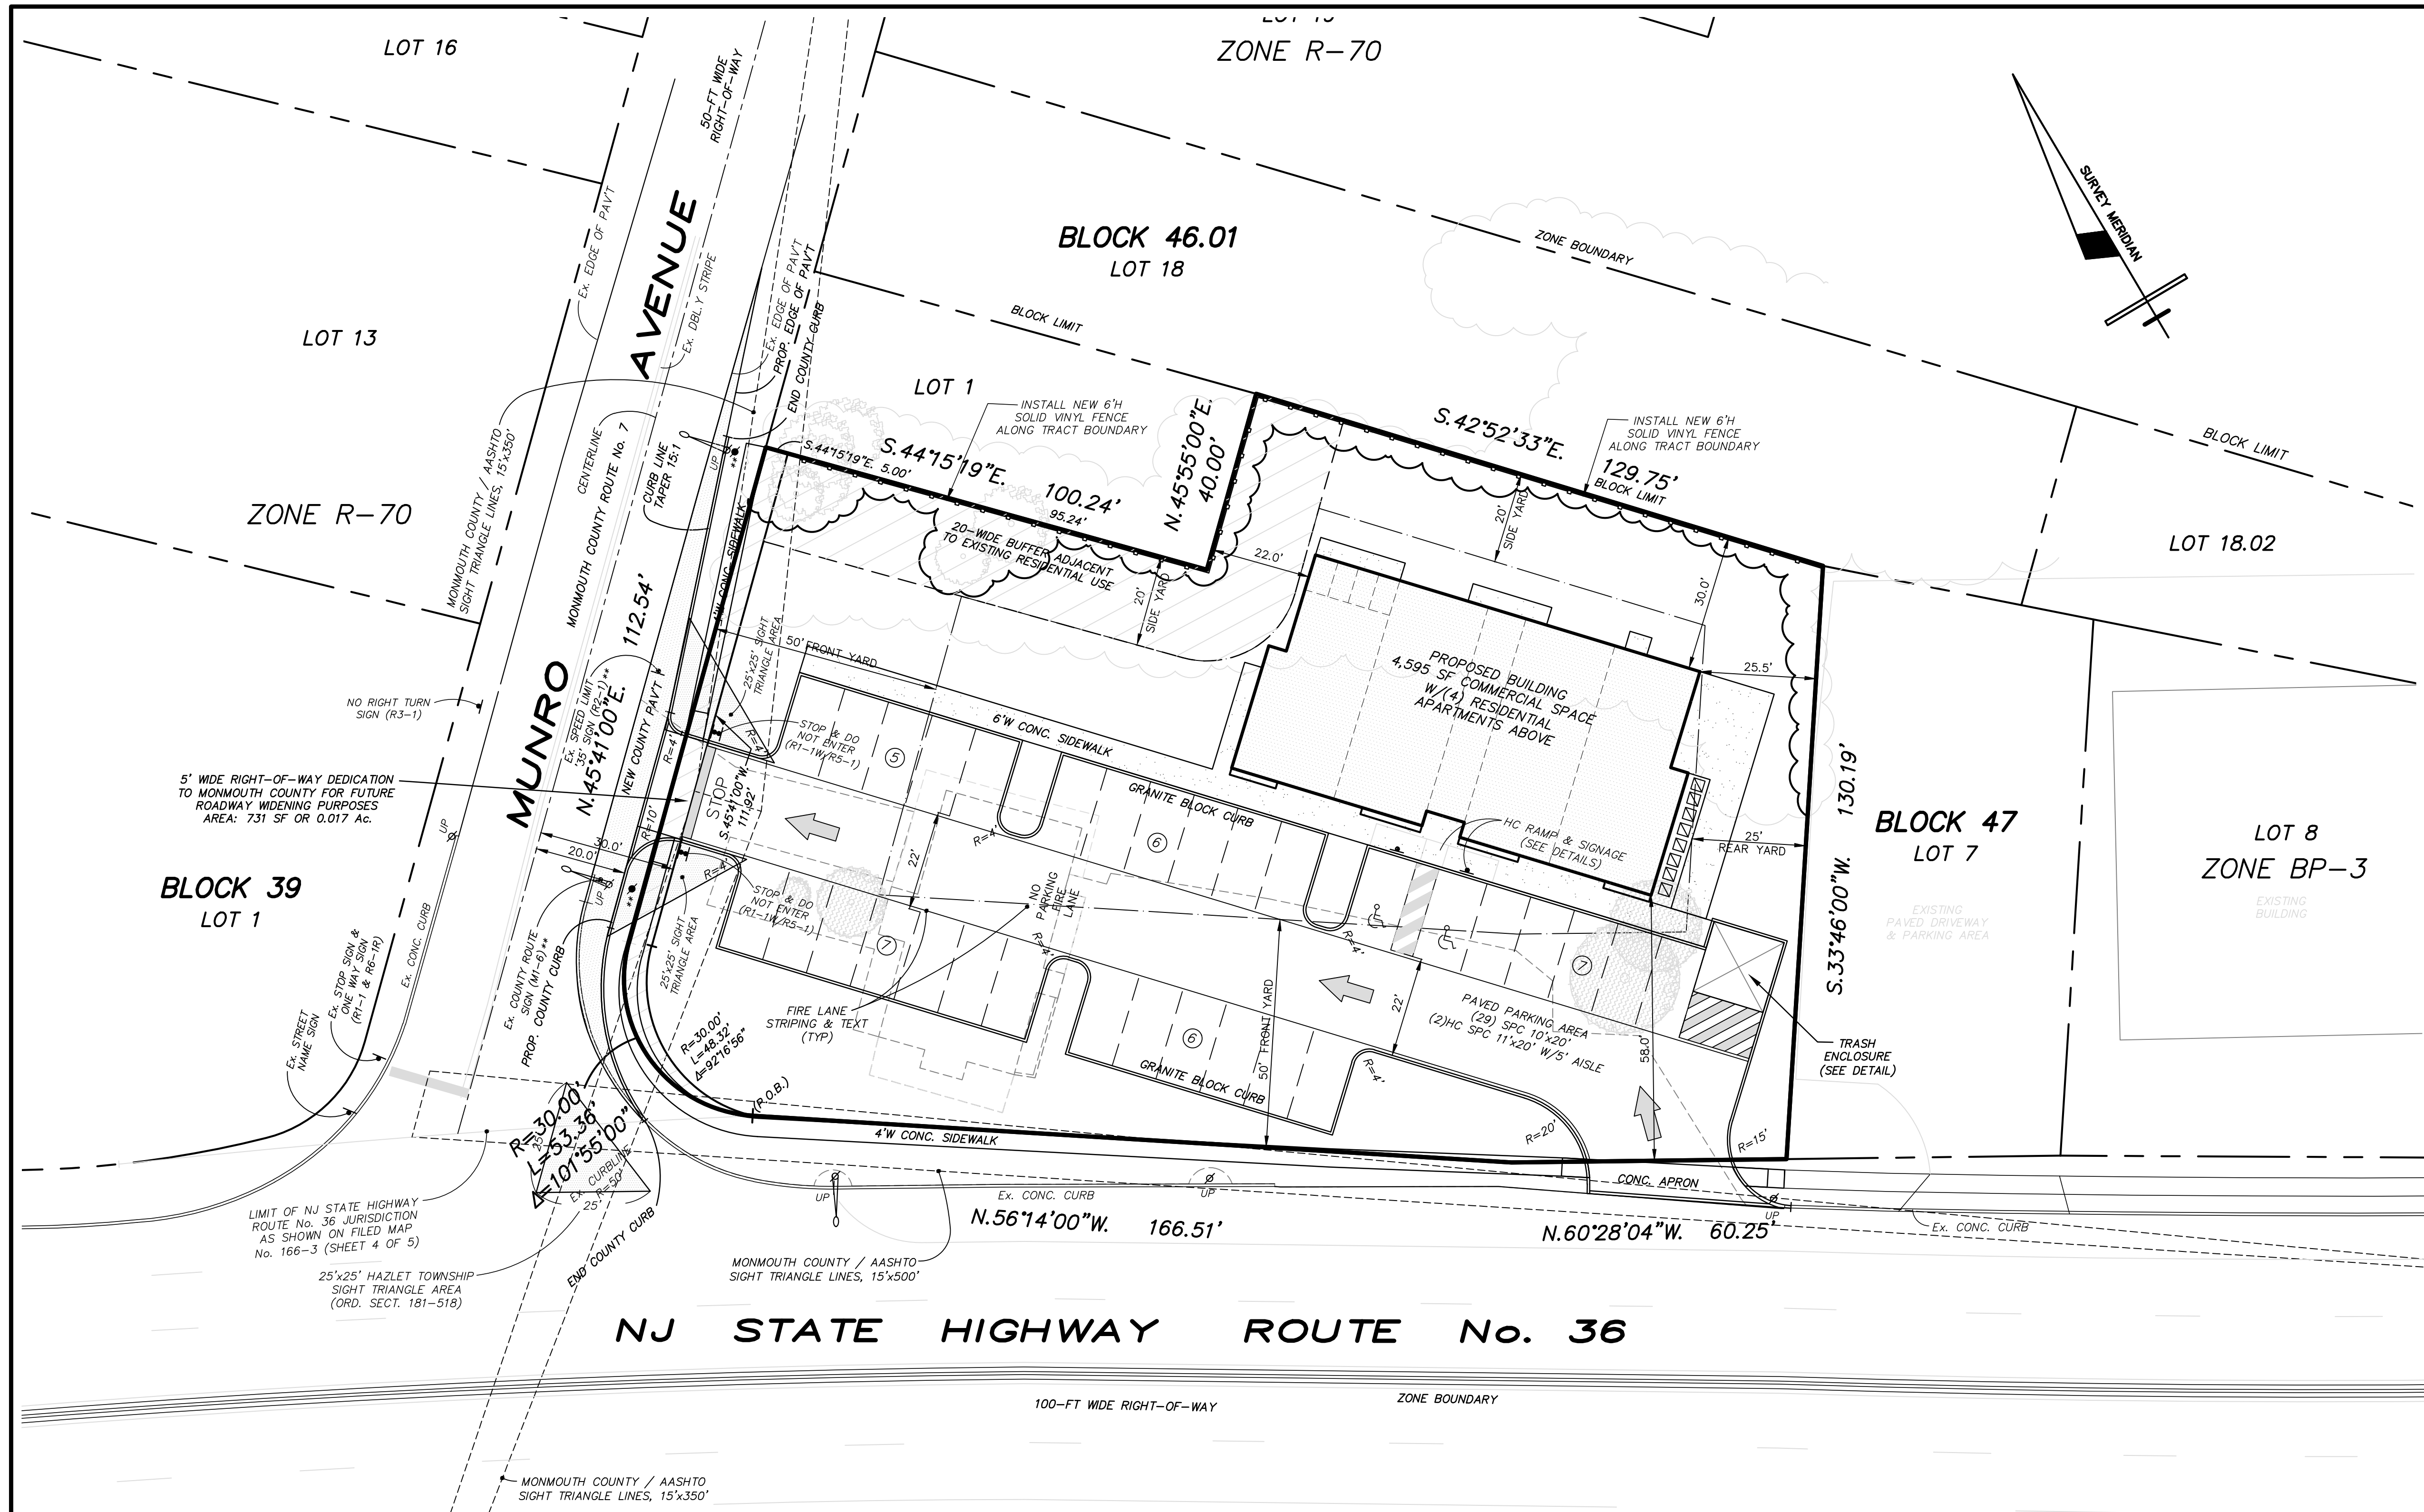 LOT 16
50-FT WIDE
RIGHT-OF-WAY
ZONE R-70
SURVEY MERIDIAN
BLOCK 46.01
LOT 18
ZONE BOUNDARY
BLOCK LIMIT
LOT 13
Ex. EDGE OF PAV'T
AVENUE
Ex. DBL.Y STRIPE
Ex. EDGE OF PAV'T
PROP. EDGE OF PAV'T
END COUNTY CURB
LOT 1
INSTALL NEW 6'H
SOLID VINYL FENCE
ALONG TRACT BOUNDARY
INSTALL NEW 6'H
SOLID VINYL FENCE
ALONG TRACT BOUNDARY
S.42°52'33"E.
129.75'
BLOCK LIMIT
BLOCK LIMIT
N.45°55'00"E.
40.00'
S.44°15'19"E.
100.24'
S.44°15'19"E. 5.00'
95.24'
20-WIDE BUFFER ADJACENT
TO EXISTING RESIDENTIAL USE
MONMOUTH COUNTY / AASHTO
SIGHT TRIANGLE LINES, 15'x350'
CENTERLINE
MONMOUTH COUNTY ROUTE No. 7
CURB LINE
TAPER 15:1
UP
**
ZONE R-70
LOT 18.02
4'W CONC. SIDEWALK
20'
SIDE YARD
20'
SIDE YARD
22.0'
30.0'
25.5'
112.54'
N.45°41'00"E.
50' FRONT YARD
25'x25' SIGHT
TRIANGLE AREA
PROPOSED BUILDING
4,595 SF COMMERCIAL SPACE
W/(4) RESIDENTIAL
APARTMENTS ABOVE
NO RIGHT TURN
SIGN (R3-1)
MUNRO
Ex. SPEED LIMIT
'35' SIGN (R2-1)**
NEW COUNTY PAV'T
R=4'
R=4'
STOP & DO
NOT ENTER
(R1-1W/R5-1)
5
6'W CONC. SIDEWALK
GRANITE BLOCK CURB
5' WIDE RIGHT-OF-WAY DEDICATION
TO MONMOUTH COUNTY FOR FUTURE
ROADWAY WIDENING PURPOSES
AREA: 731 SF OR 0.017 Ac.
STOP
S.45°41'00"W.
111.92'
R=10'
R=4'
22'
R=4'
6
HC RAMP & SIGNAGE
(SEE DETAILS)
25'
REAR YARD
130.19'
S.33°46'00"W.
BLOCK 47
LOT 7
LOT 8
ZONE BP-3
EXISTING
BUILDING
EXISTING
PAVED DRIVEWAY
& PARKING AREA
BLOCK 39
LOT 1
UP
30.0'
20.0'
UP
**
STOP & DO
NOT ENTER
(R1-1W/R5-1)
7
NO
PARKING
FIRE
LANE
R=4'
R=4'
7
Ex. CONC. CURB
Ex. STOP SIGN &
ONE WAY SIGN
(R1-1 & R6-1R)
Ex. STREET
NAME SIGN
Ex. COUNTY ROUTE
SIGN (M1-6)**
PROP. COUNTY CURB
25'x25' SIGHT
TRIANGLE AREA
FIRE LANE
STRIPING & TEXT
(TYP)
6
GRANITE BLOCK CURB
50' FRONT YARD
22'
R=4'
PAVED PARKING AREA
(29) SPC 10'x20'
(2)HC SPC 11'x20' W/5' AISLE
58.0'
TRASH
ENCLOSURE
(SEE DETAIL)
R=30.00'
L=48.32'
Δ=92°16'56"
(P.O.B.)
R=30.00'
L=53.36'
Δ=101°55'00"
25'
Ex. CURBLINE
R=50'
25'
4'W CONC. SIDEWALK
R=20'
R=15'
CONC. APRON
UP
UP
UP
Ex. CONC. CURB
Ex. CONC. CURB
LIMIT OF NJ STATE HIGHWAY
ROUTE No. 36 JURISDICTION
AS SHOWN ON FILED MAP
No. 166-3 (SHEET 4 OF 5)
END COUNTY CURB
N.56°14'00"W. 166.51'
N.60°28'04"W. 60.25'
MONMOUTH COUNTY / AASHTO
SIGHT TRIANGLE LINES, 15'x500'
25'x25' HAZLET TOWNSHIP
SIGHT TRIANGLE AREA
(ORD. SECT. 181-518)
NJ STATE HIGHWAY ROUTE No. 36
100-FT WIDE RIGHT-OF-WAY
ZONE BOUNDARY
MONMOUTH COUNTY / AASHTO
SIGHT TRIANGLE LINES, 15'x350'